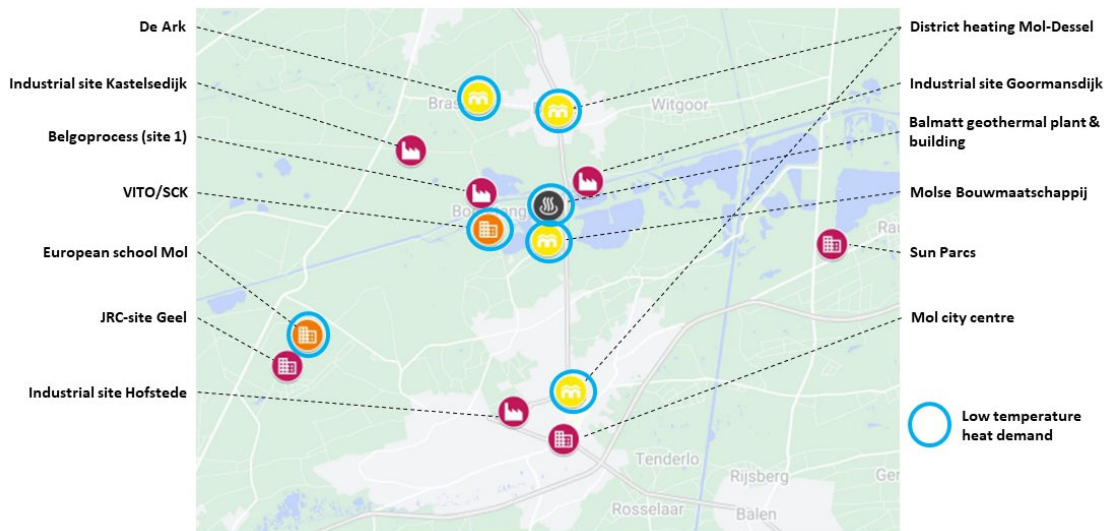 De Ark
Industrial site Kastelsedijk
Belgoprocess (site 1)
VITO/SCK
European school Mol
JRC-site Geel
Industrial site Hofstede
District heating Mol-Dessel
Industrial site Goormansdijk
Balmatt geothermal plant &
building
Molse Bouwmaatschappij
Sun Parcs
Mol city centre
Low temperature
heat demand
Witgoor
Tenderlo
Rijsberg
Balen
Rosselaar